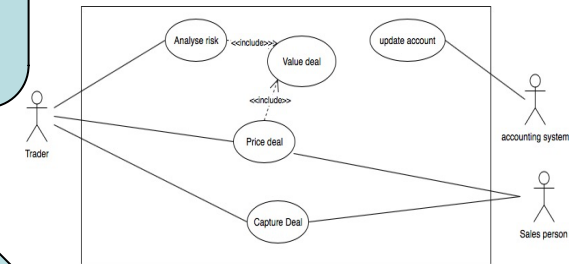 Analyse risk
<<include>>>
Value deal
update account
<<include>>
Price deal
Trader
accounting system
Capture Deal
Sales person